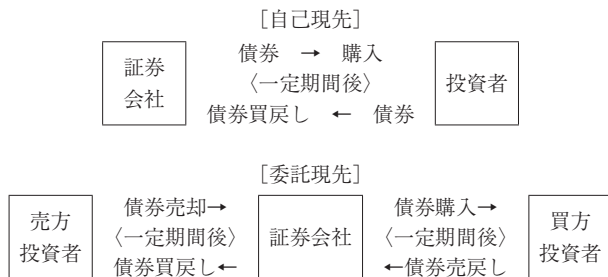 ［自己現先］
証券
会社
債券　→　購入
〈一定期間後〉
債券買戻し　←　債券
投資者
［委託現先］
売方
投資者
債券売却→
〈一定期間後〉
債券買戻し←
証券会社
債券購入→
〈一定期間後〉
←債券売戻し
買方
投資者